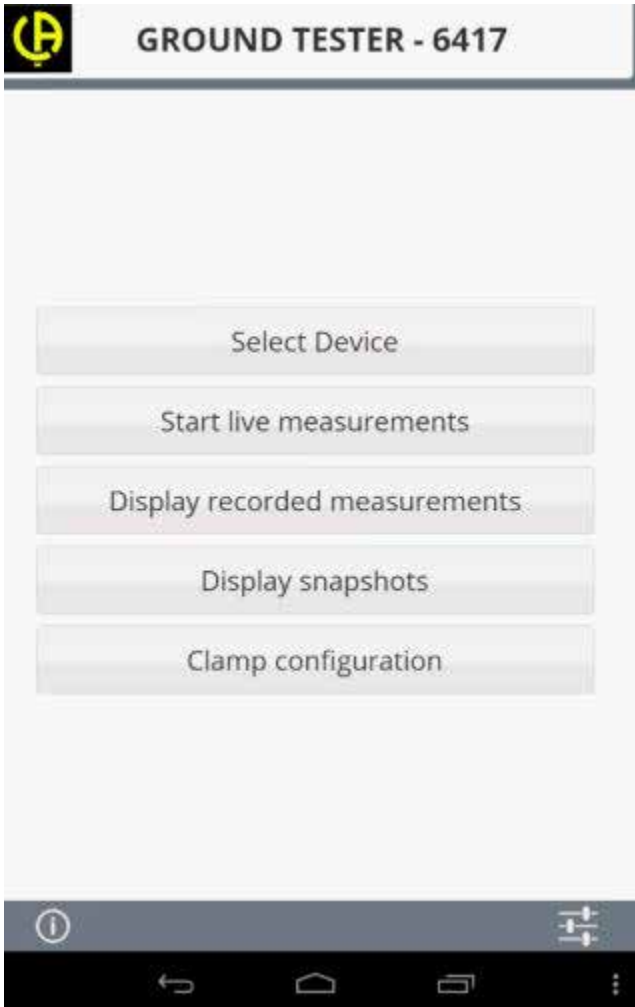 GROUND TESTER - 6417
Select Device
Start live measurements
Display recorded measurements
Display snapshots
Clamp configuration